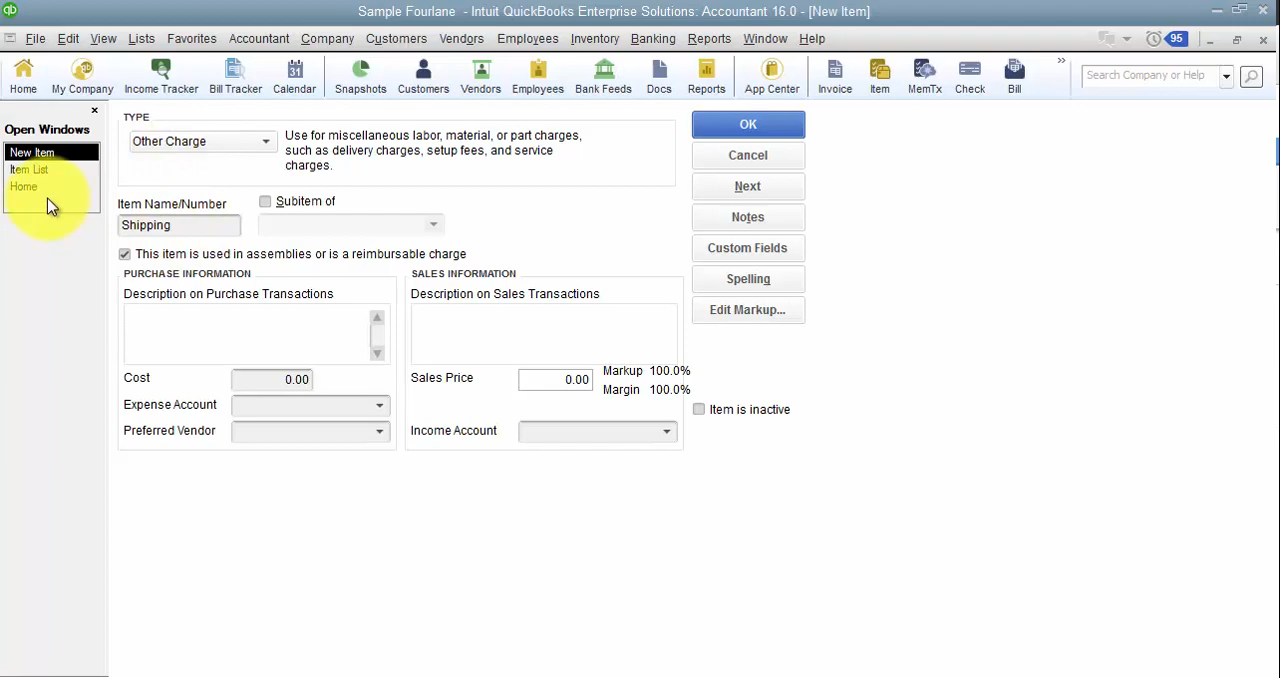 Sample Fourlane - Intuit QuickBooks Enterprise Solutions: Accountant 16.0 - [New Item]
File Edit View Lists Favorites Accountant Company Customers Vendors Employees Inventory Banking Reports Window Help
95
Home My Company Income Tracker Bill Tracker Calendar Snapshots Customers Vendors Employees Bank Feeds Docs Reports App Center Invoice Item MemTx Check Bill
Search Company or Help
Open Windows
New Item
Item List
Home
TYPE
Other Charge
Use for miscellaneous labor, material, or part charges,
such as delivery charges, setup fees, and service
charges.
Item Name/Number
Subitem of
Shipping
This item is used in assemblies or is a reimbursable charge
PURCHASE INFORMATION
Description on Purchase Transactions
Cost 0.00
Expense Account
Preferred Vendor
SALES INFORMATION
Description on Sales Transactions
Sales Price 0.00
Markup 100.0%
Margin 100.0%
Income Account
OK
Cancel
Next
Notes
Custom Fields
Spelling
Edit Markup...
Item is inactive